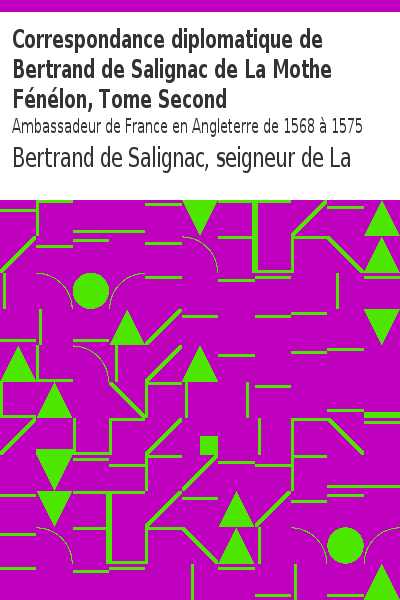 Correspondance diplomatique de
Bertrand de Salignac de La Mothe
Fénélon, Tome Second
Ambassadeur de France en Angleterre de 1568 à 1575
Bertrand de Salignac, seigneur de La